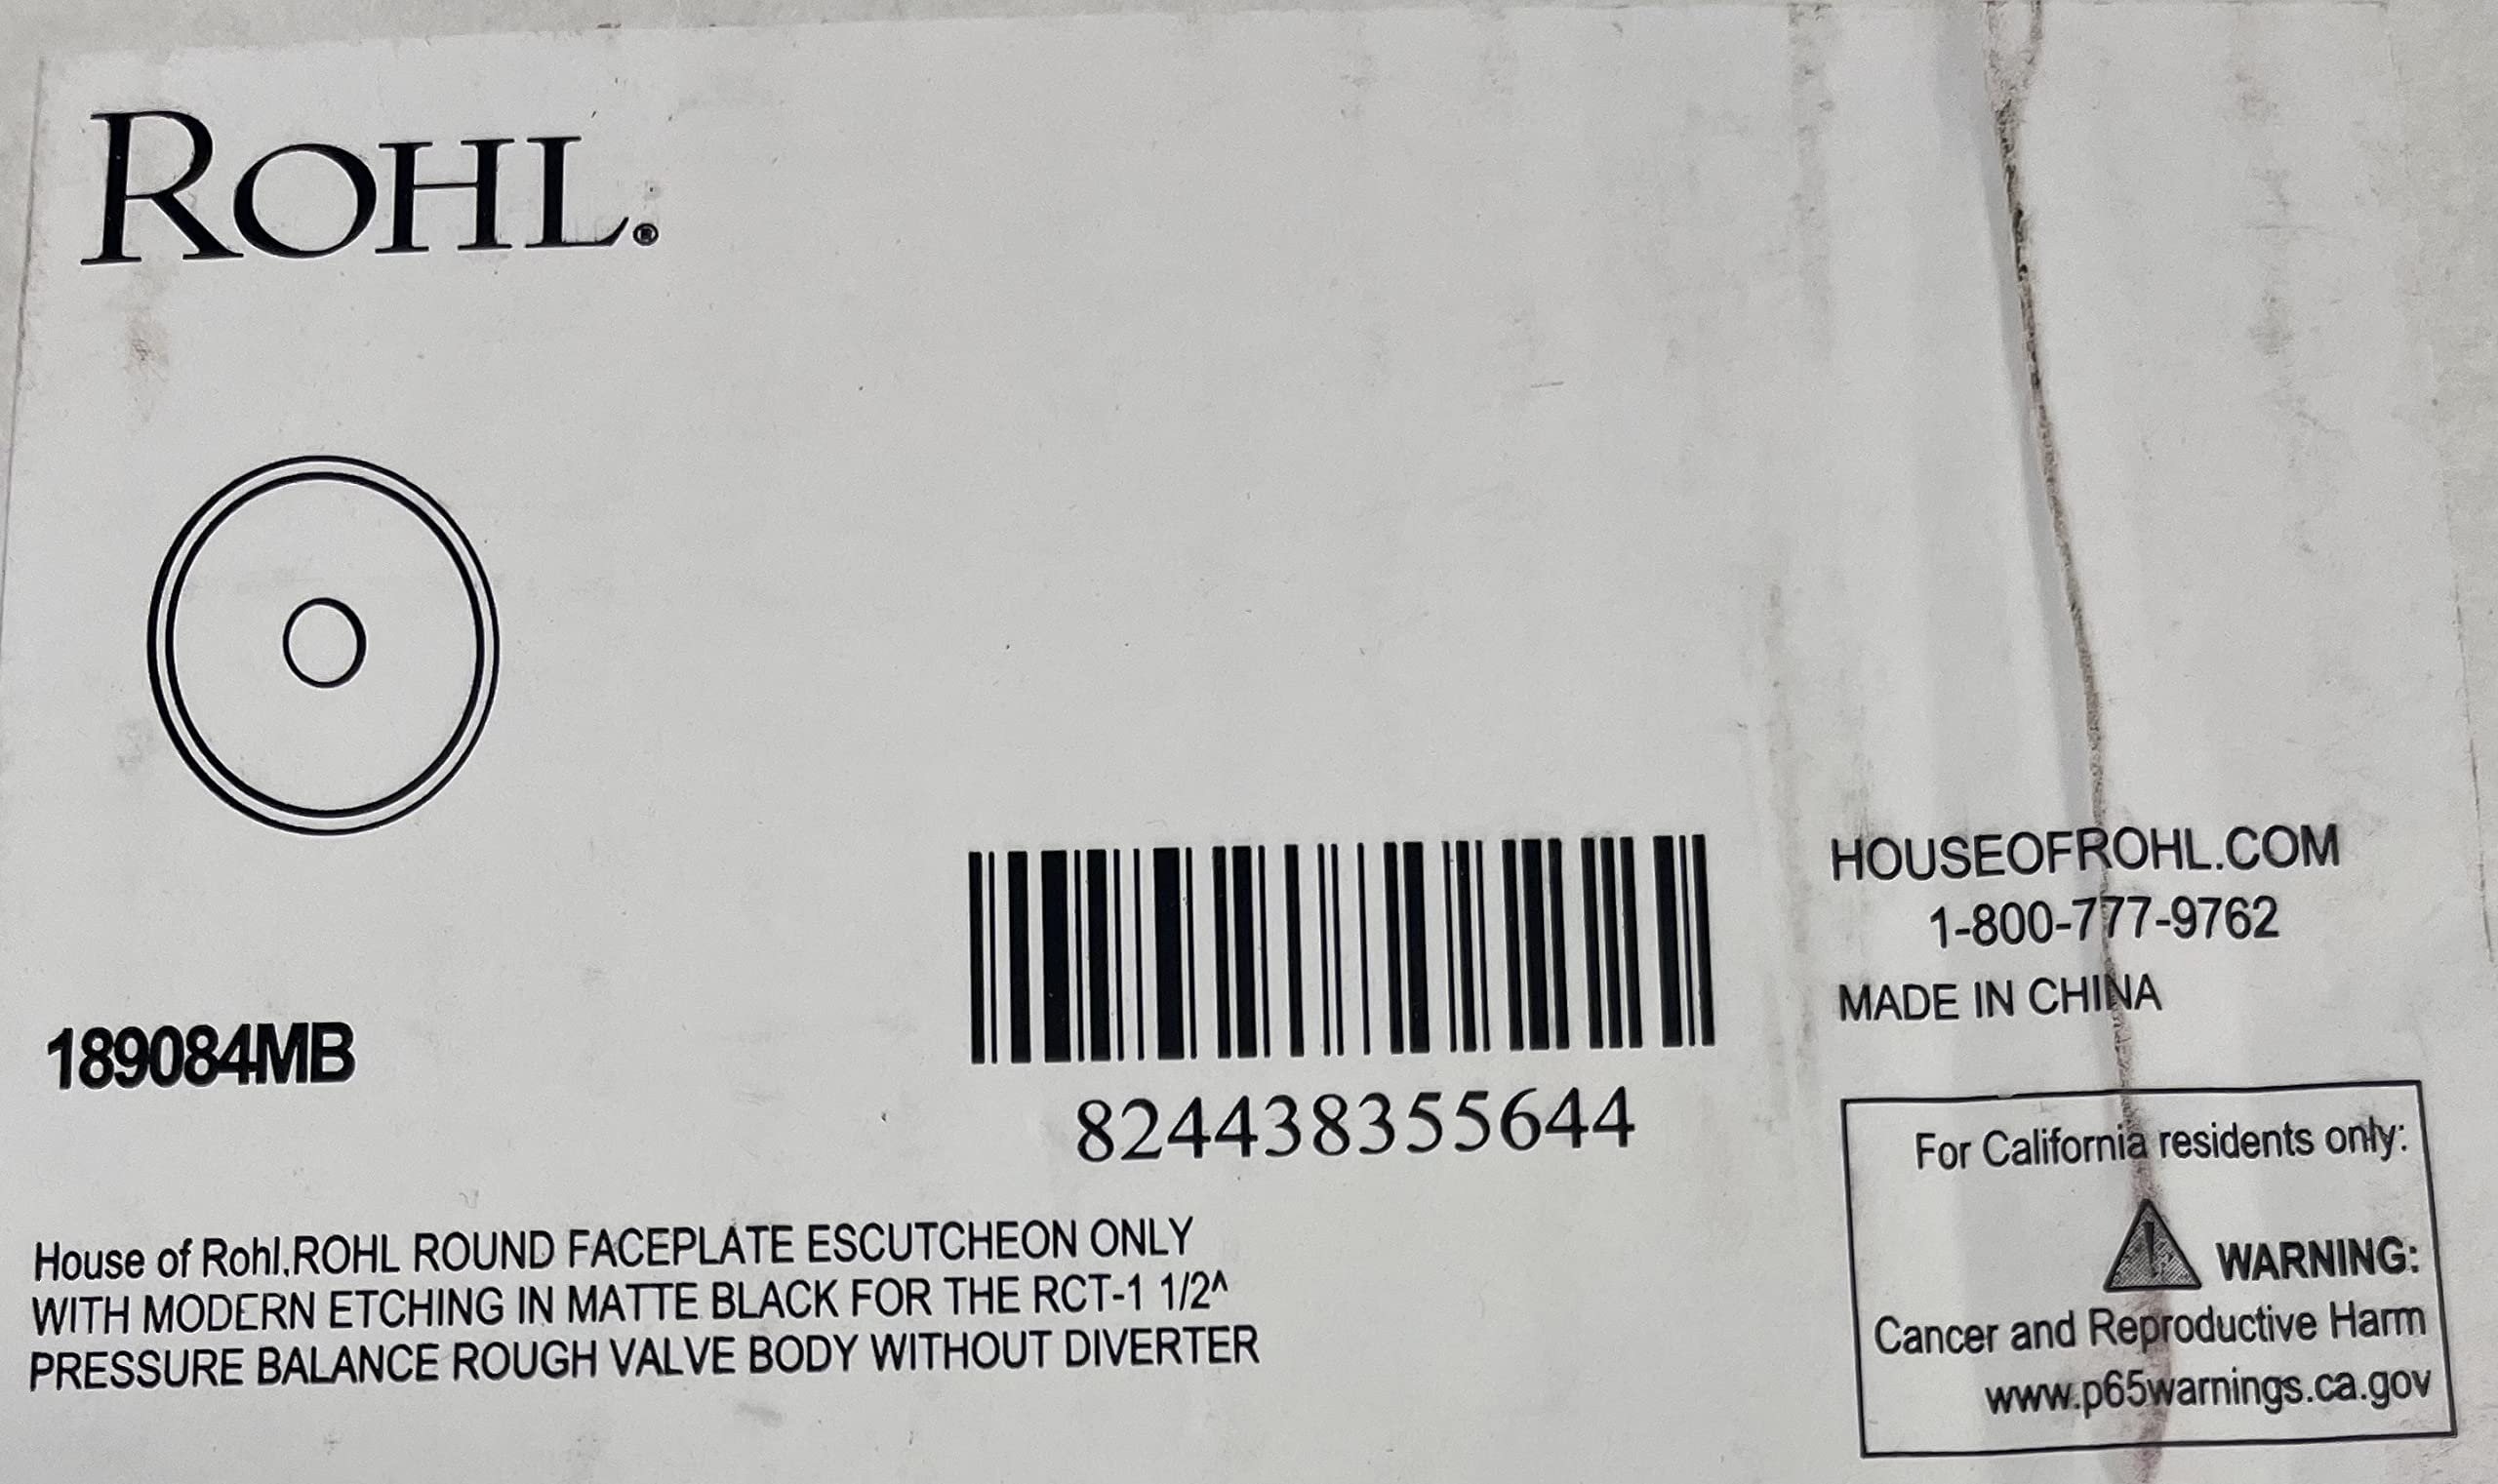 ROHL®
189084MB
824438355644
House of Rohl,ROHL ROUND FACEPLATE ESCUTCHEON ONLY
WITH MODERN ETCHING IN MATTE BLACK FOR THE RCT-1 1/2^
PRESSURE BALANCE ROUGH VALVE BODY WITHOUT DIVERTER
HOUSEOFROHL.COM
1-800-777-9762
MADE IN CHINA
For California residents only:
WARNING:
Cancer and Reproductive Harm
www.p65warnings.ca.gov